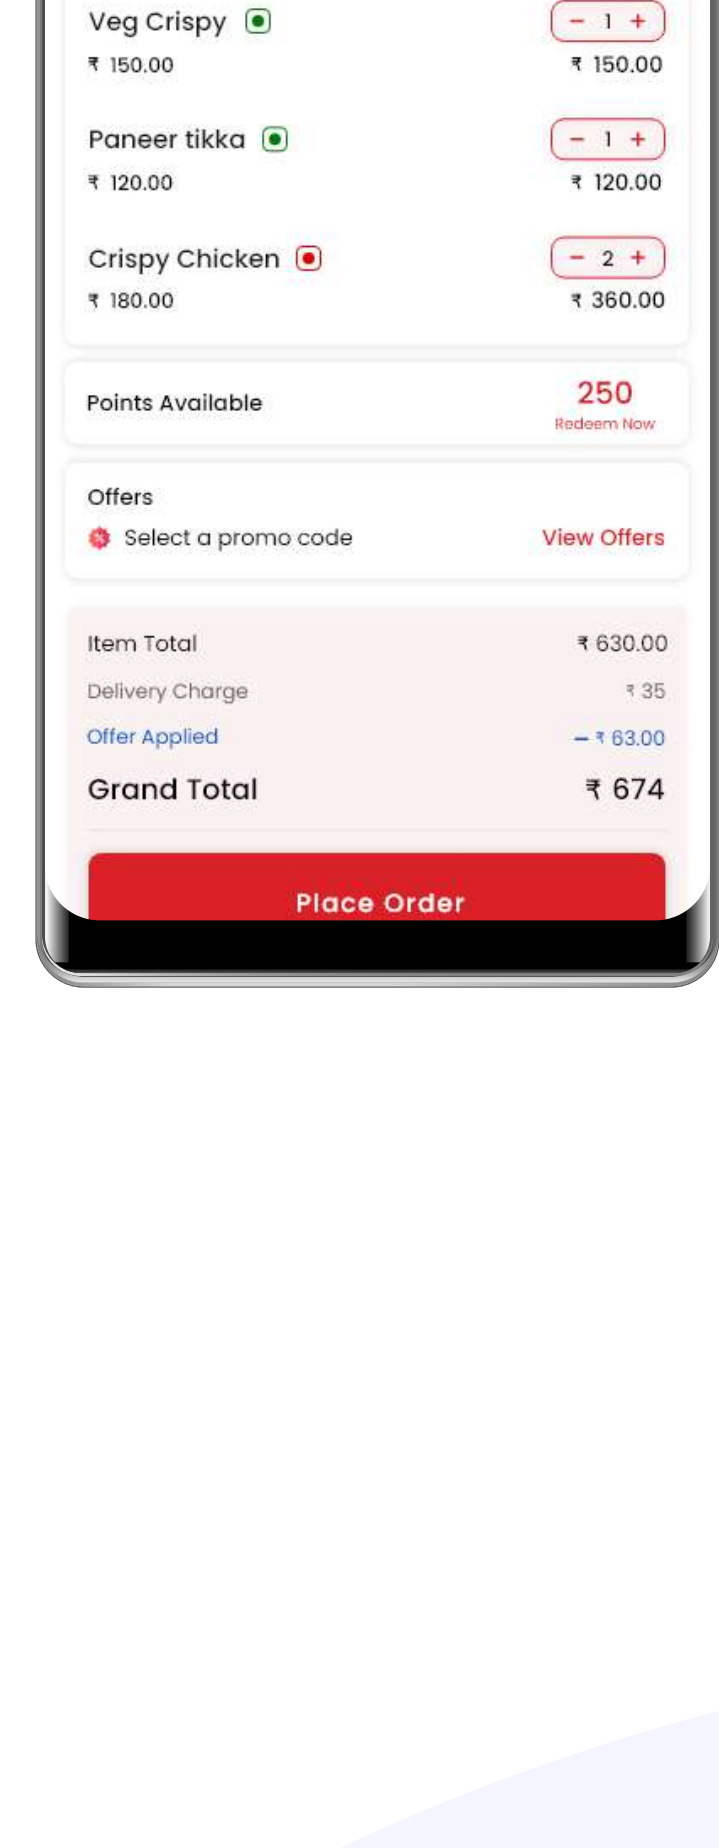 Veg Crispy − 1 +
₹ 150.00 ₹ 150.00
Paneer tikka − 1 +
₹ 120.00 ₹ 120.00
Crispy Chicken − 2 +
₹ 180.00 ₹ 360.00
Points Available 250
Redeem Now
Offers
Select a promo code View Offers
Item Total ₹ 630.00
Delivery Charge ₹ 35
Offer Applied − ₹ 63.00
Grand Total ₹ 674
Place Order